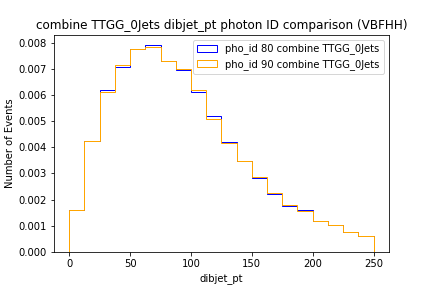 combine TTGG_0Jets dibjet_pt photon ID comparison (VBFHH)
pho_id 80 combine TTGG_0Jets
pho_id 90 combine TTGG_0Jets
Number of Events
0.008
0.007
0.006
0.005
0.004
0.003
0.002
0.001
0.000
0 50 100 150 200 250
dibjet_pt